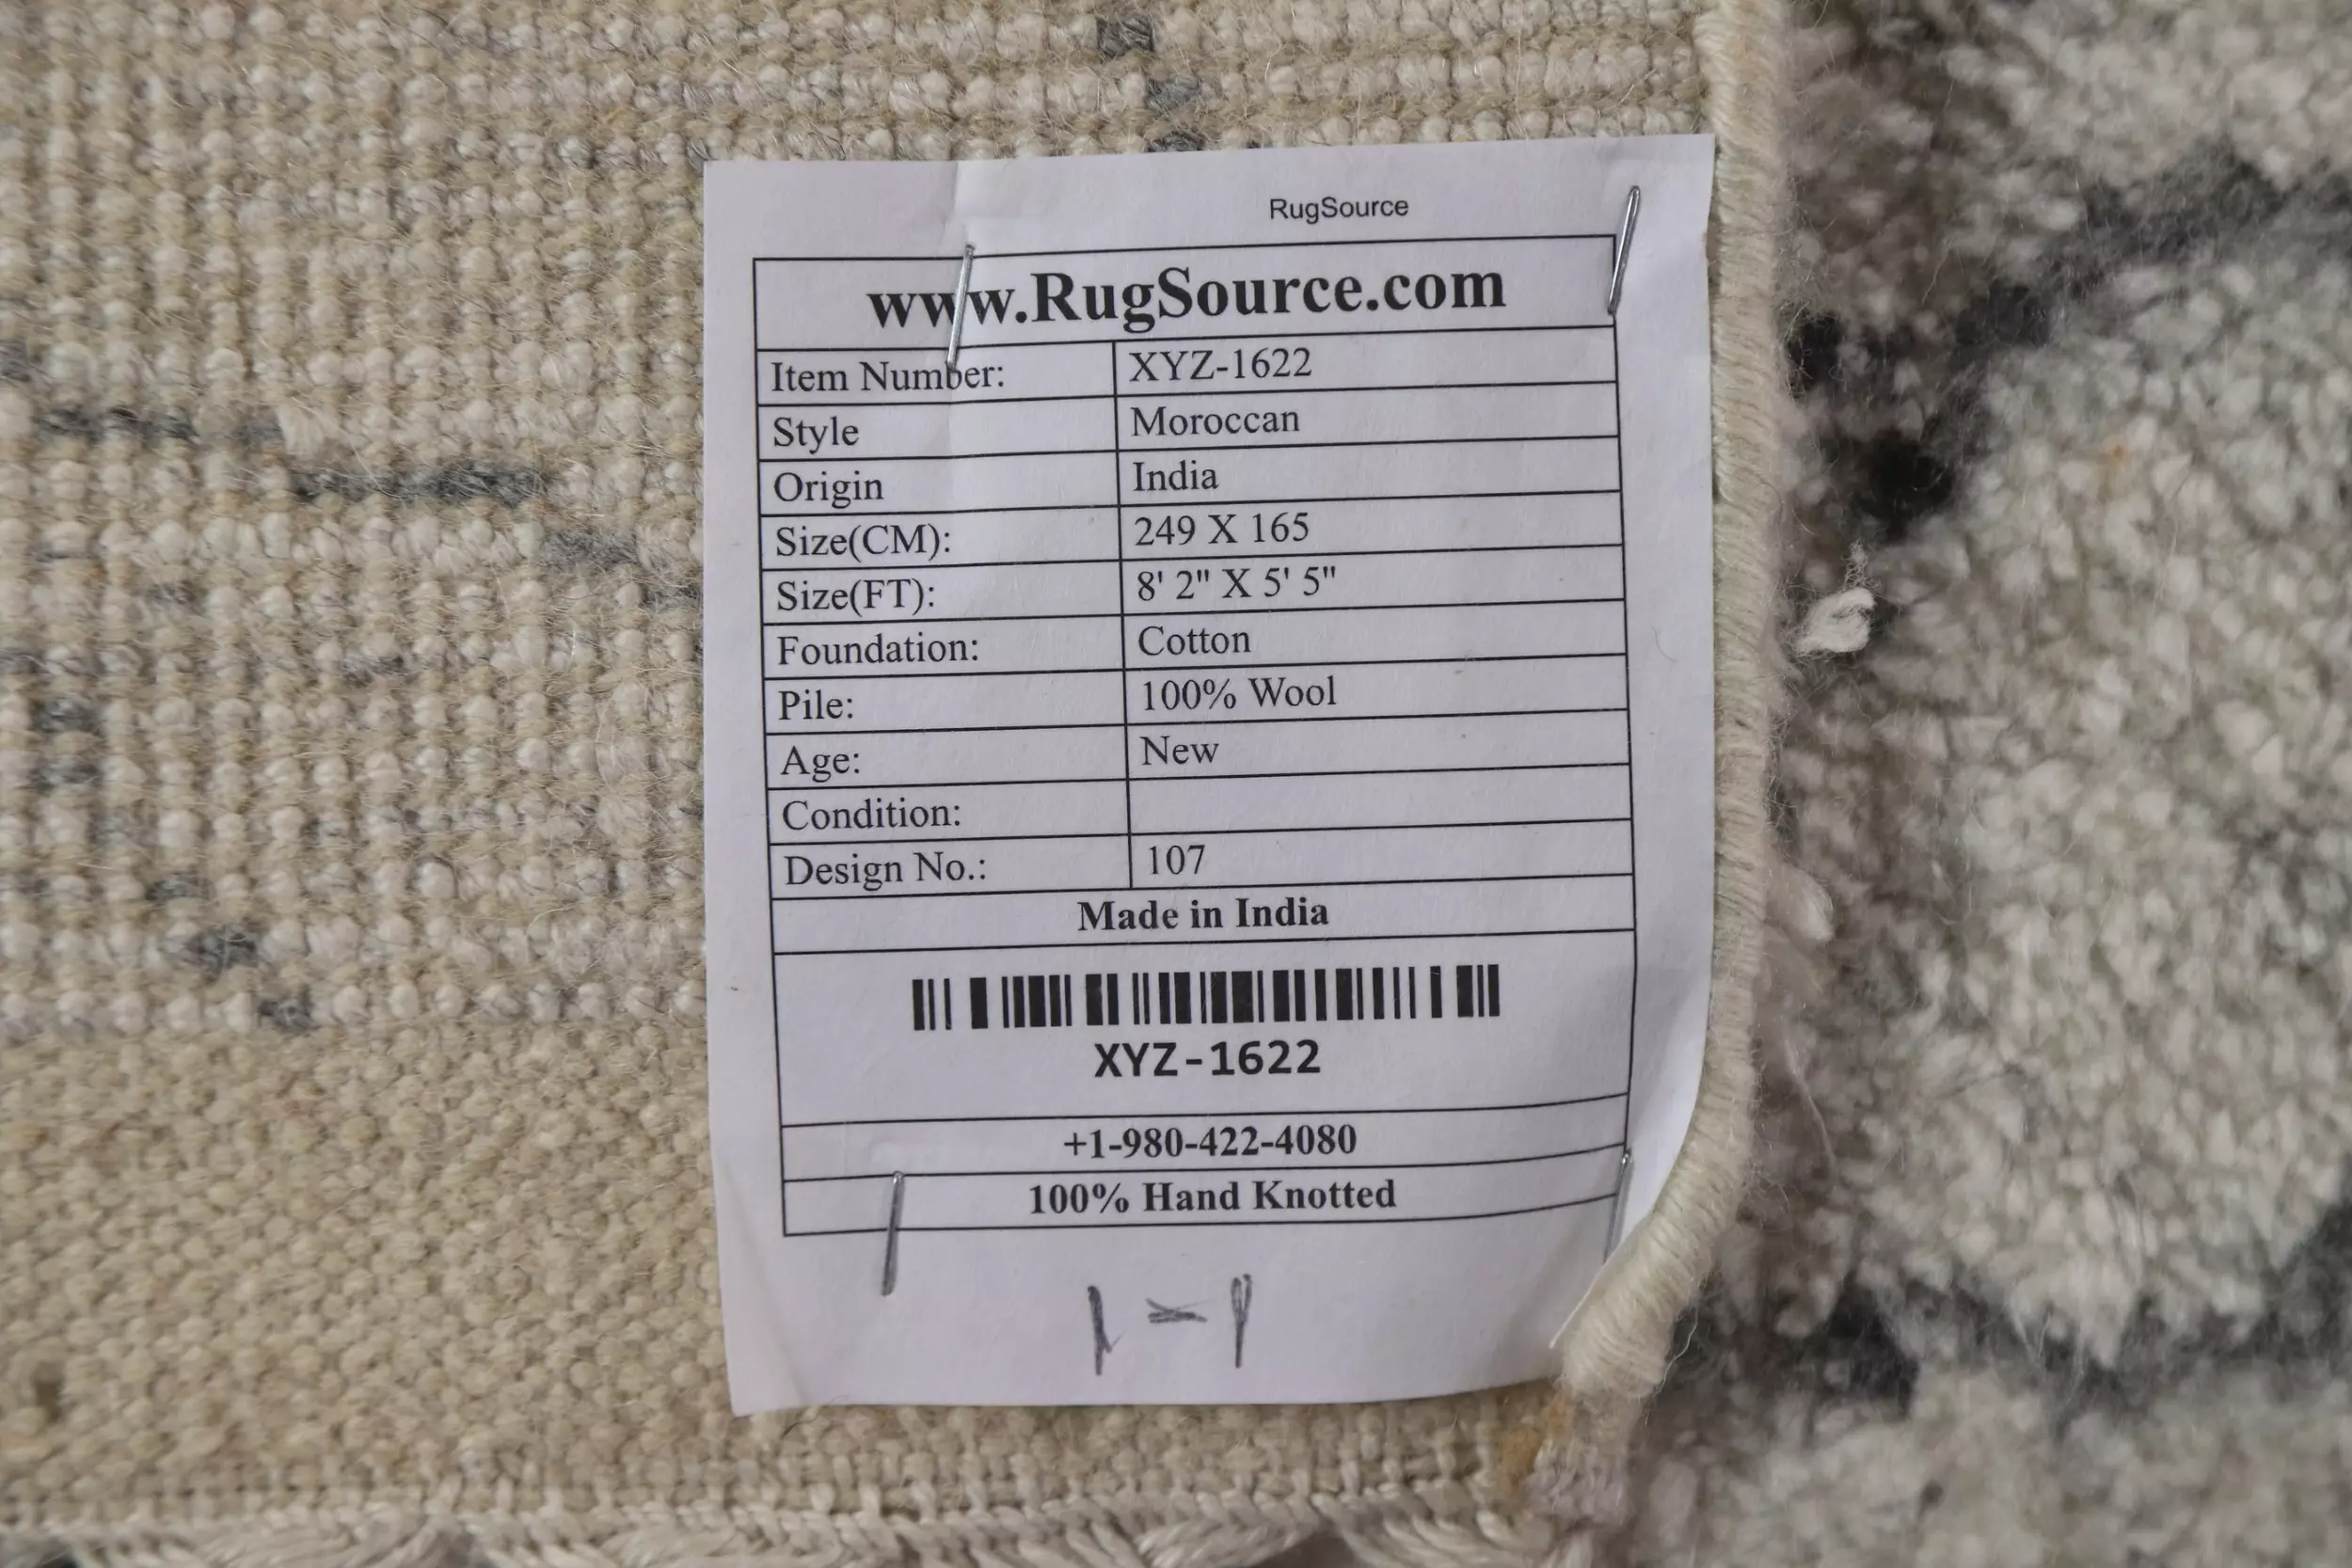 RugSource
www.RugSource.com
Item Number: XYZ-1622
Style Moroccan
Origin India
Size(CM): 249 X 165
Size(FT): 8' 2" X 5' 5"
Foundation: Cotton
Pile: 100% Wool
Age: New
Condition:
Design No.: 107
Made in India
XYZ-1622
+1-980-422-4080
100% Hand Knotted